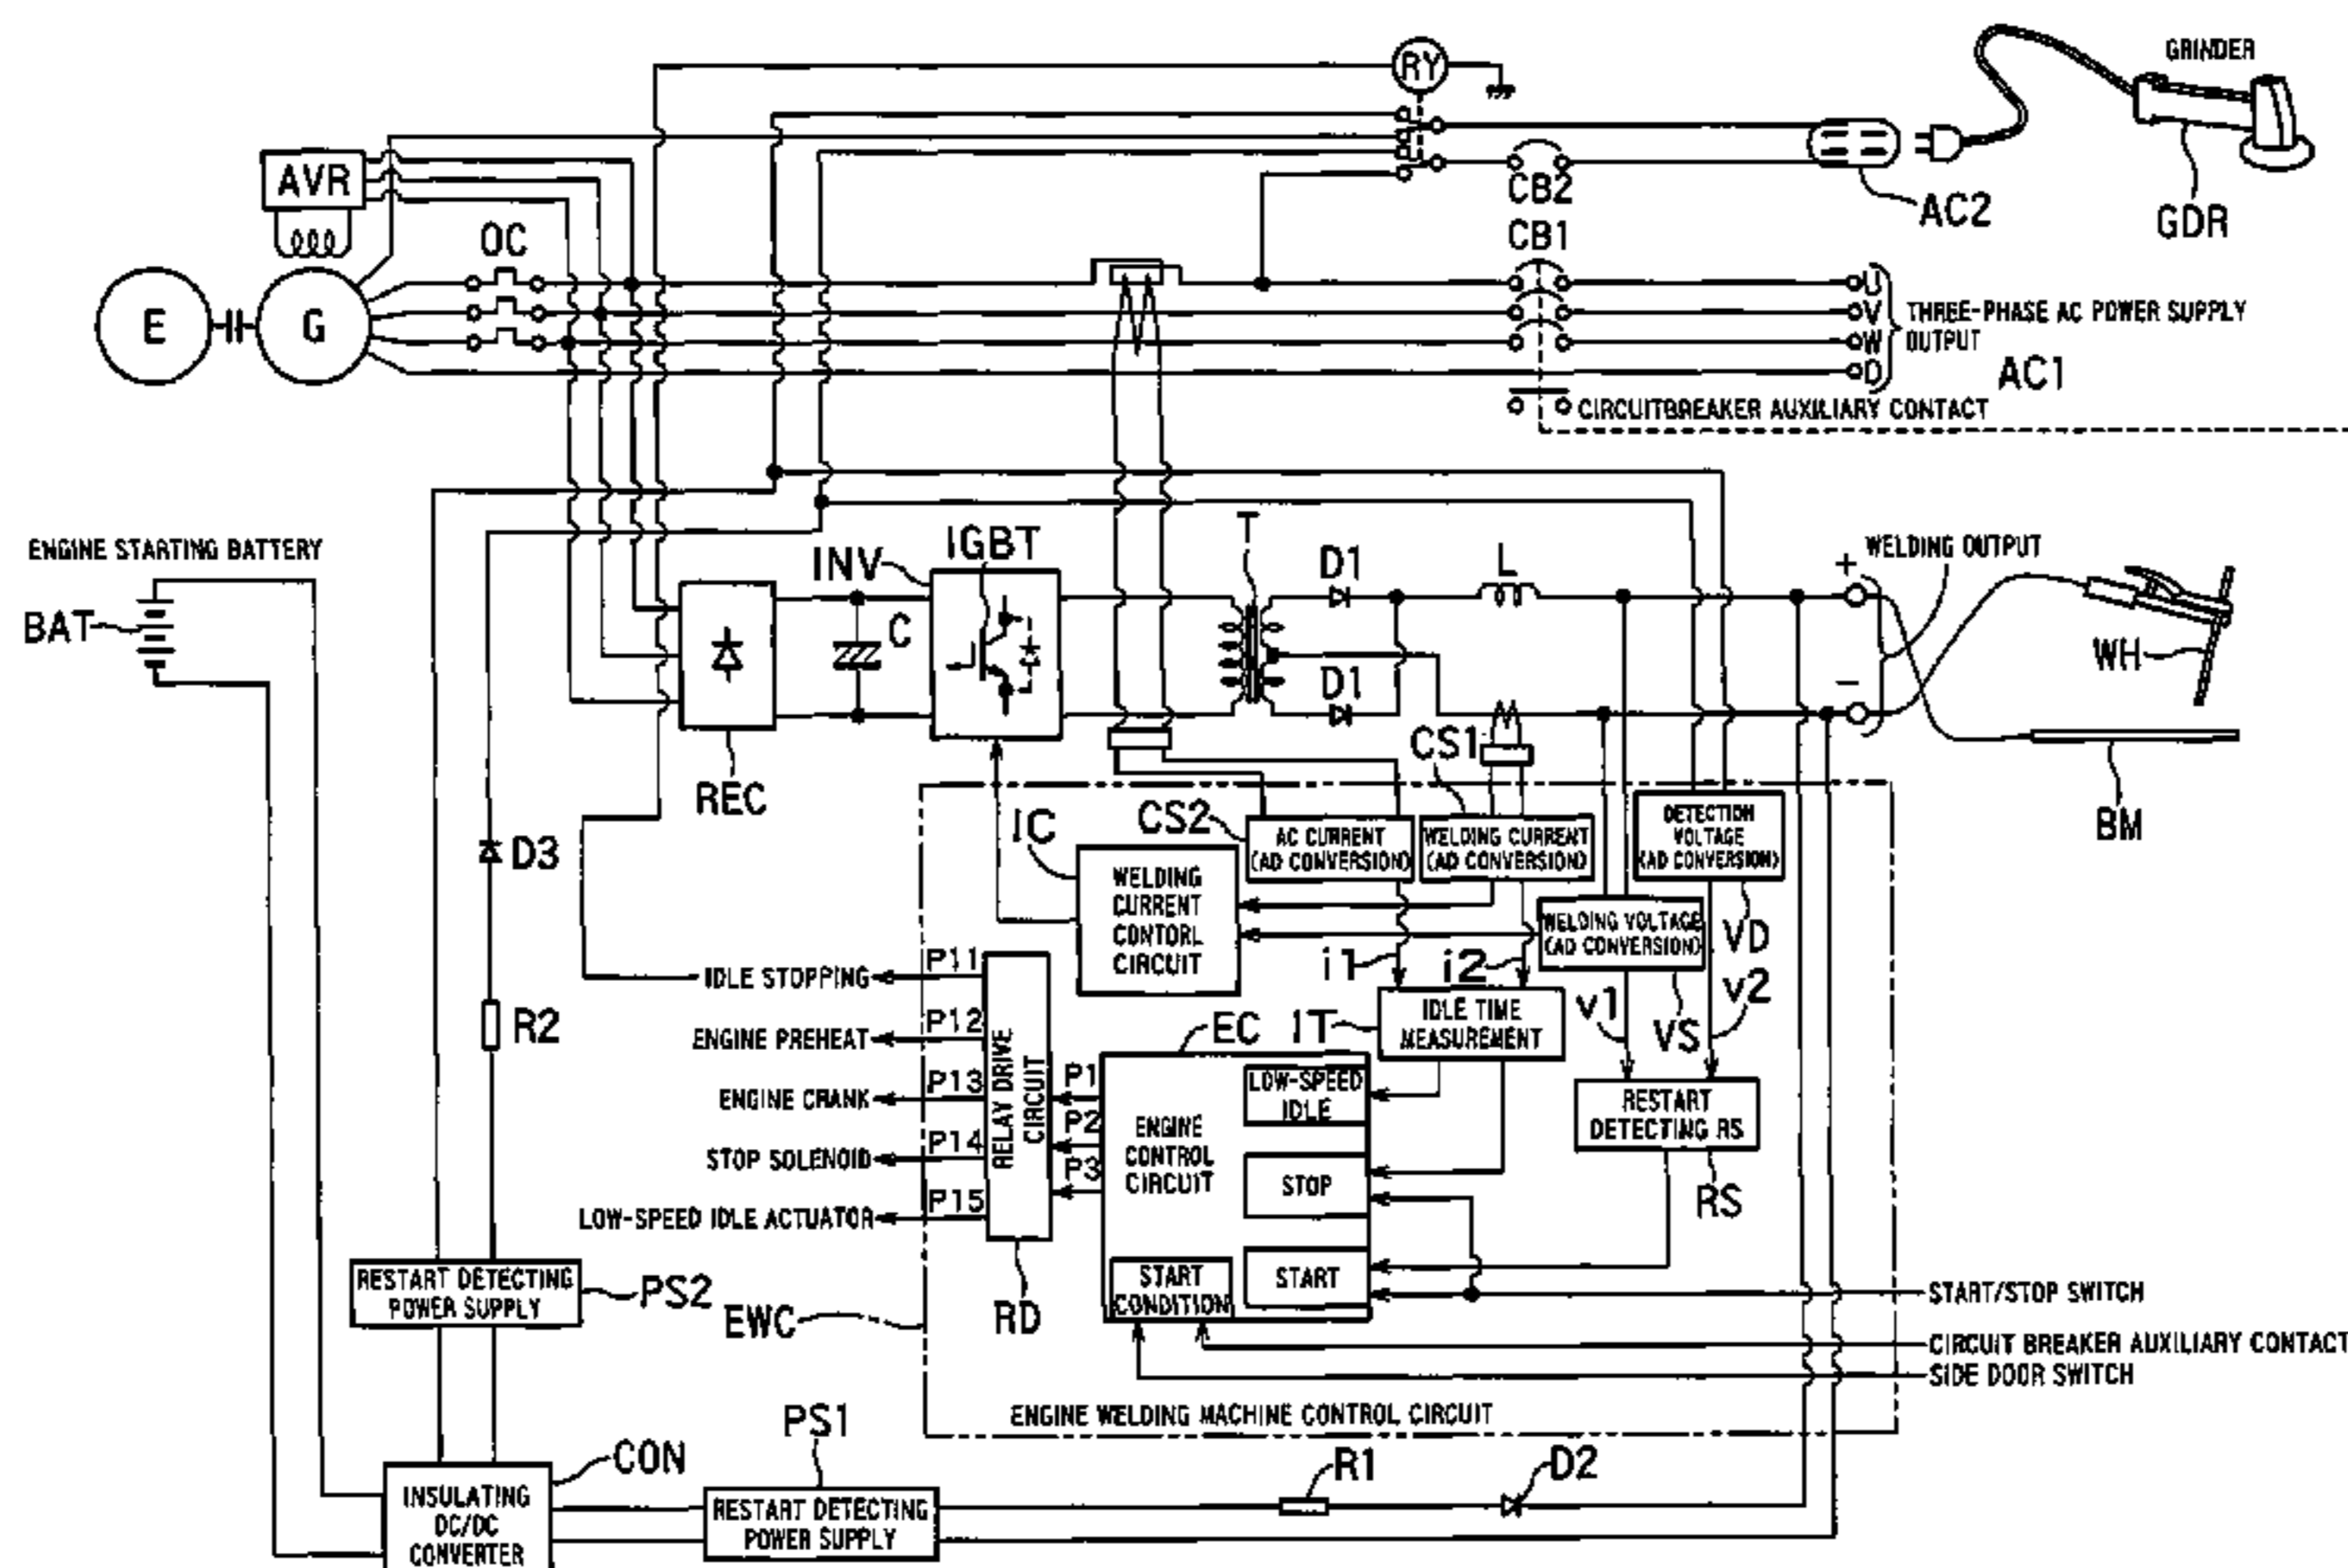 RY
GRINDER
AVR
OC
CB2
CB1
AC2
GDR
E
G
U
V
W
O
THREE-PHASE AC POWER SUPPLY
OUTPUT
AC1
CIRCUITBREAKER AUXILIARY CONTACT
ENGINE STARTING BATTERY
BAT
INV
IGBT
T
D1
L
+
WELDING OUTPUT
C
D1
WH
−
REC
CS1
BM
D3
IC
CS2
AC CURRENT
(AD CONVERSION)
WELDING CURRENT
(AD CONVERSION)
DETECTION
VOLTAGE
(AD CONVERSION)
WELDING
CURRENT
CONTORL
CIRCUIT
WELDING VOLTAGE
(AD CONVERSION)
VD
R2
i1
i2
v1
VS
v2
IDLE STOPPING
P11
ENGINE PREHEAT
P12
ENGINE CRANK
P13
STOP SOLENOID
P14
LOW-SPEED IDLE ACTUATOR
P15
RELAY DRIVE
CIRCUIT
P1
P2
P3
EC
IT
IDLE TIME
MEASUREMENT
LOW-SPEED
IDLE
ENGINE
CONTROL
CIRCUIT
STOP
START
START
CONDITION
RESTART
DETECTING RS
RS
RESTART DETECTING
POWER SUPPLY
PS2
EWC
RD
START/STOP SWITCH
CIRCUIT BREAKER AUXILIARY CONTACT
SIDE DOOR SWITCH
ENGINE WELDING MACHINE CONTROL CIRCUIT
CON
PS1
R1
D2
INSULATING
DC/DC
CONVERTER
RESTART DETECTING
POWER SUPPLY